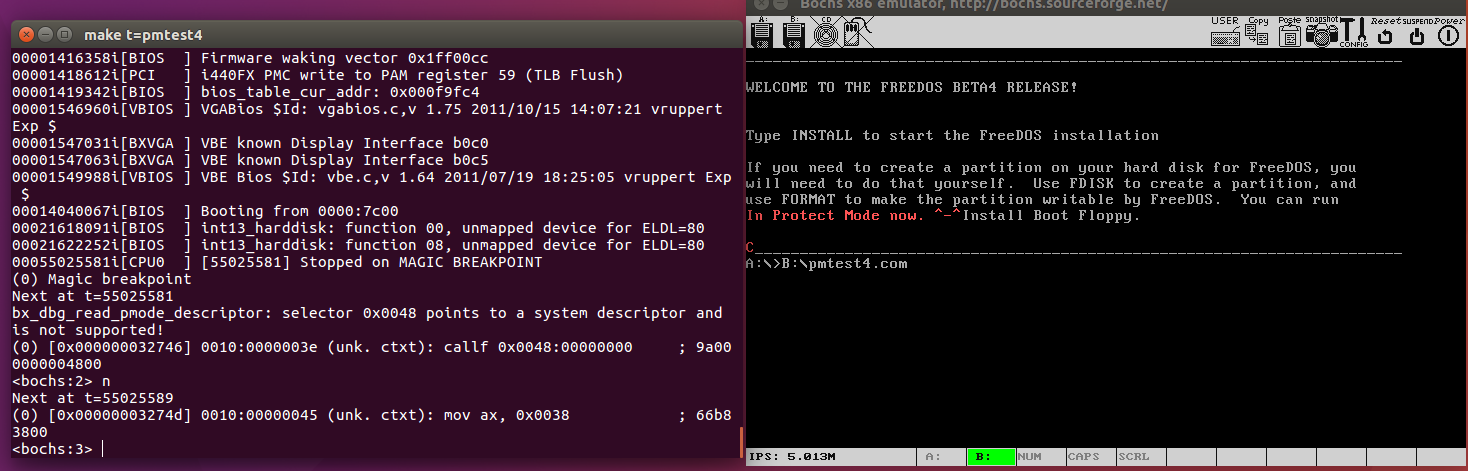 make t=pmtest4
00001416358i[BIOS  ] Firmware waking vector 0x1ff00cc
00001418612i[PCI   ] i440FX PMC write to PAM register 59 (TLB Flush)
00001419342i[BIOS  ] bios_table_cur_addr: 0x000f9fc4
00001546960i[VBIOS ] VGABios $Id: vgabios.c,v 1.75 2011/10/15 14:07:21 vruppert
Exp $
00001547031i[BXVGA ] VBE known Display Interface b0c0
00001547063i[BXVGA ] VBE known Display Interface b0c5
00001549988i[VBIOS ] VBE Bios $Id: vbe.c,v 1.64 2011/07/19 18:25:05 vruppert Exp
$
00014040067i[BIOS  ] Booting from 0000:7c00
00021618091i[BIOS  ] int13_harddisk: function 00, unmapped device for ELDL=80
00021622252i[BIOS  ] int13_harddisk: function 08, unmapped device for ELDL=80
00055025581i[CPU0  ] [55025581] Stopped on MAGIC BREAKPOINT
(0) Magic breakpoint
Next at t=55025581
bx_dbg_read_pmode_descriptor: selector 0x0048 points to a system descriptor and
is not supported!
(0) [0x000000032746] 0010:0000003e (unk. ctxt): callf 0x0048:00000000     ; 9a00
0000004800
<bochs:2> n
Next at t=55025589
(0) [0x00000003274d] 0010:00000045 (unk. ctxt): mov ax, 0x0038            ; 66b8
3800
<bochs:3>
Bochs x86 emulator, http://bochs.sourceforge.net/
A: B: CD USER Copy Paste snapshot CONFIG Reset SUSPEND Power
WELCOME TO THE FREEDOS BETA4 RELEASE!
Type INSTALL to start the FreeDOS installation
If you need to create a partition on your hard disk for FreeDOS, you
will need to do that yourself.  Use FDISK to create a partition, and
use FORMAT to make the partition writable by FreeDOS.  You can run
In Protect Mode now. ^-^Install Boot Floppy.
C
A:\>B:\pmtest4.com
IPS: 5.013M A: B: NUM CAPS SCRL